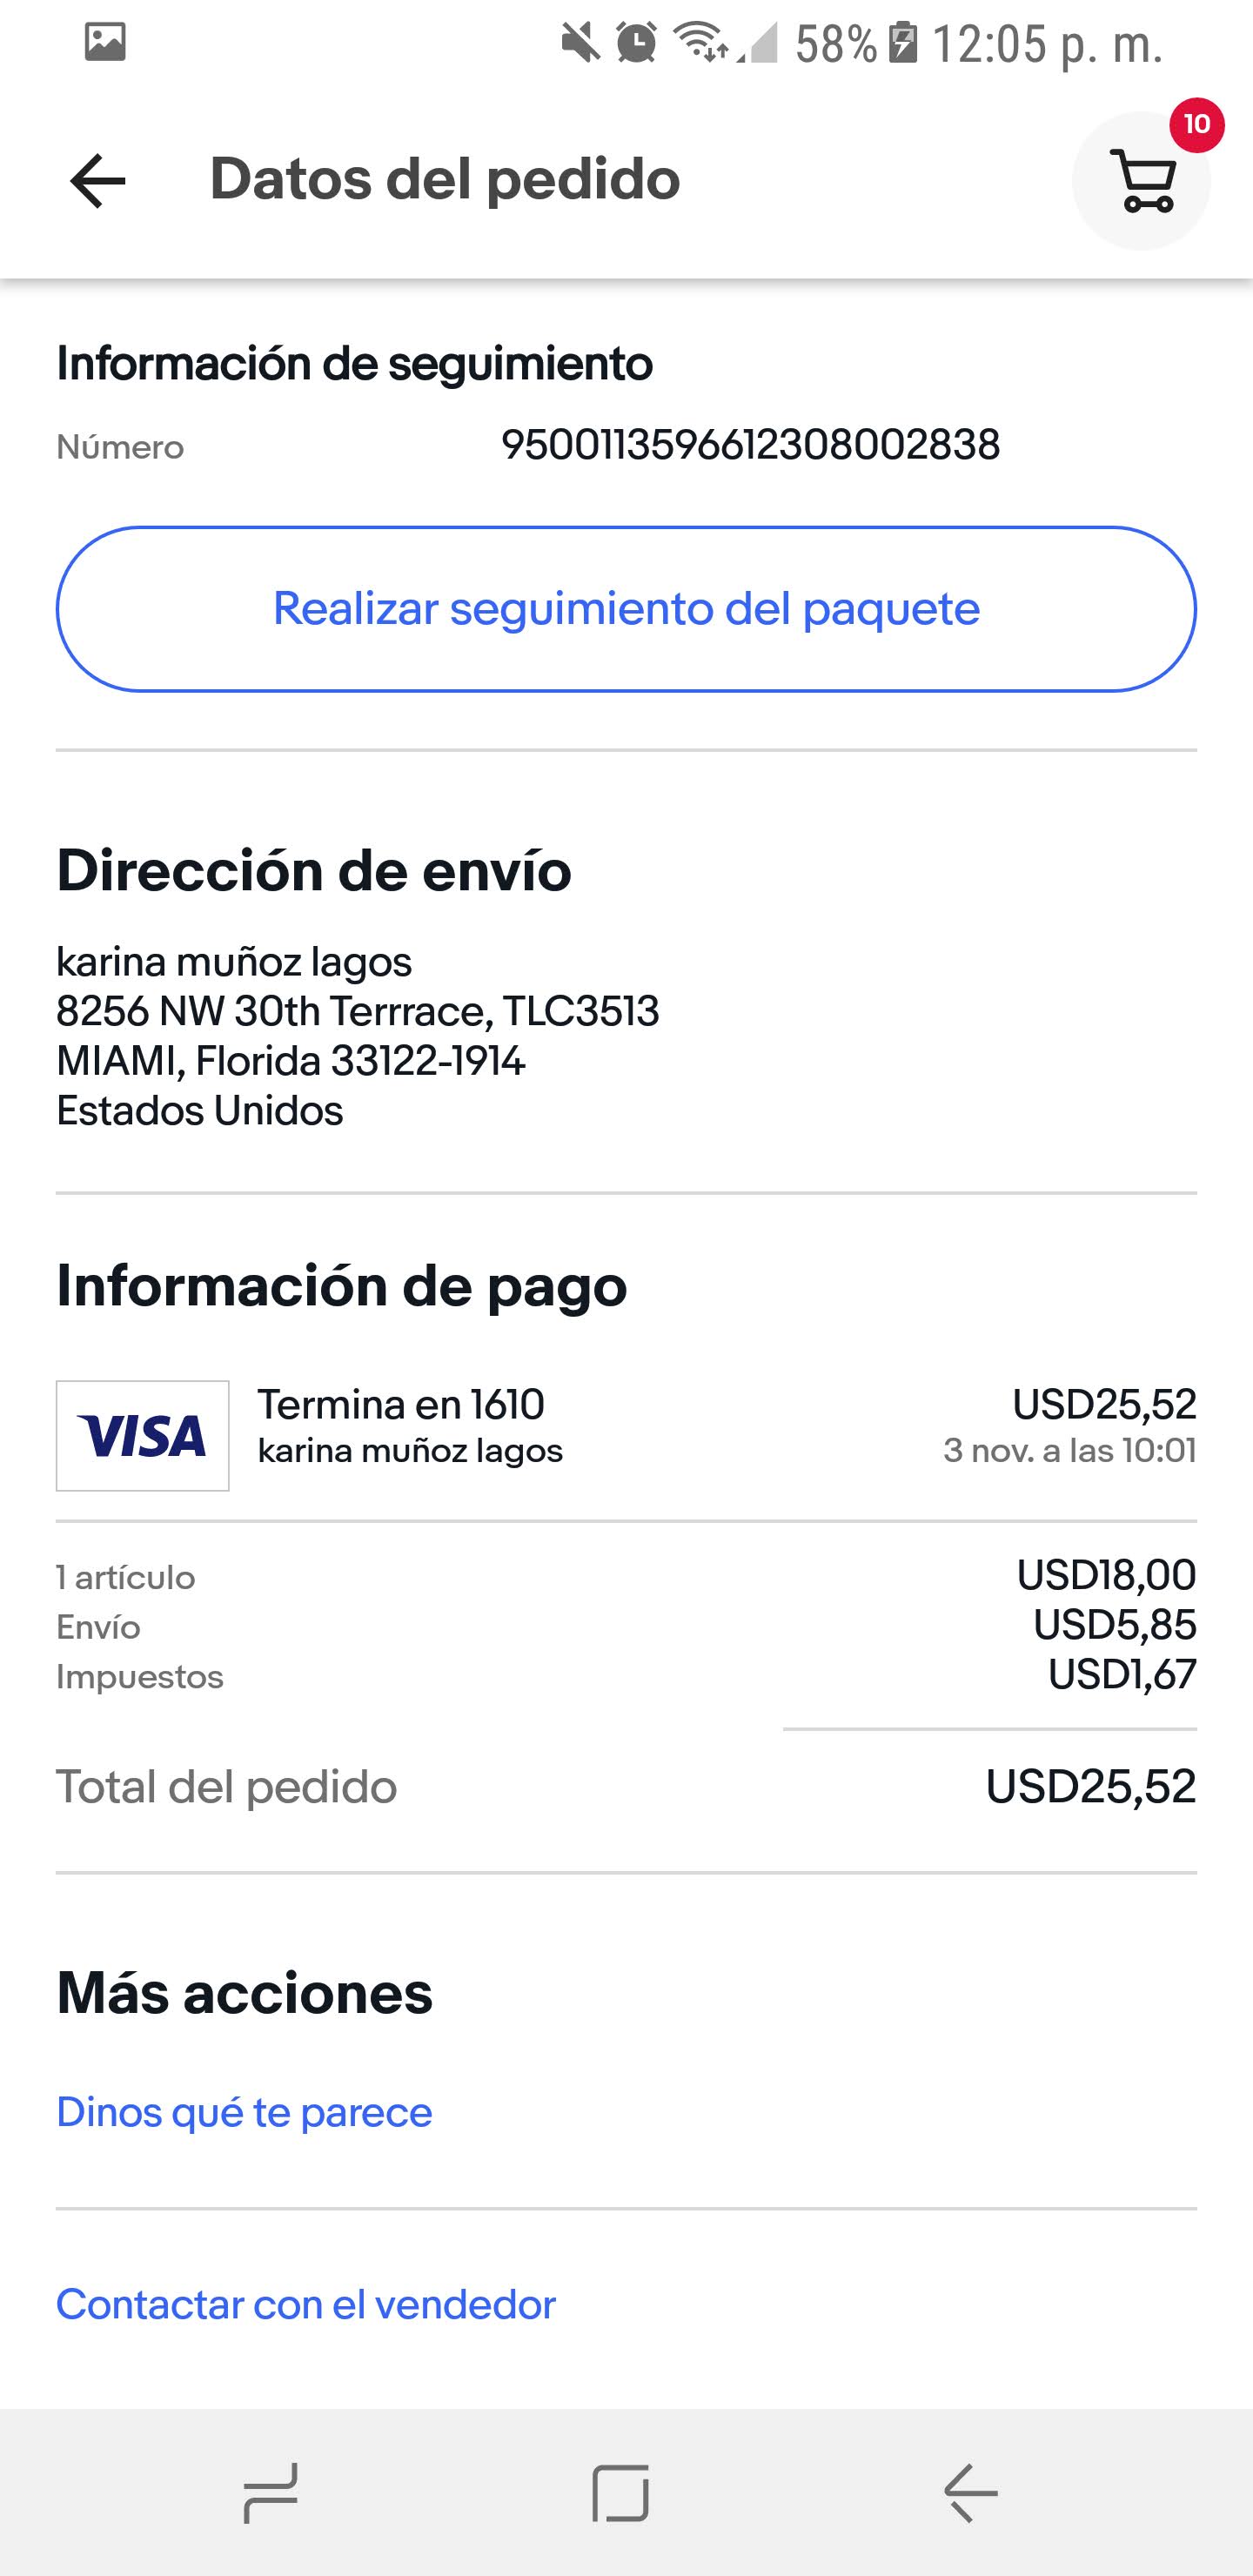 58% 12:05 p. m.
10
Datos del pedido
Información de seguimiento
Número 9500113596612308002838
Realizar seguimiento del paquete
Dirección de envío
karina muñoz lagos
8256 NW 30th Terrrace, TLC3513
MIAMI, Florida 33122-1914
Estados Unidos
Información de pago
VISA Termina en 1610 USD25,52
karina muñoz lagos 3 nov. a las 10:01
1 artículo USD18,00
Envío USD5,85
Impuestos USD1,67
Total del pedido USD25,52
Más acciones
Dinos qué te parece
Contactar con el vendedor